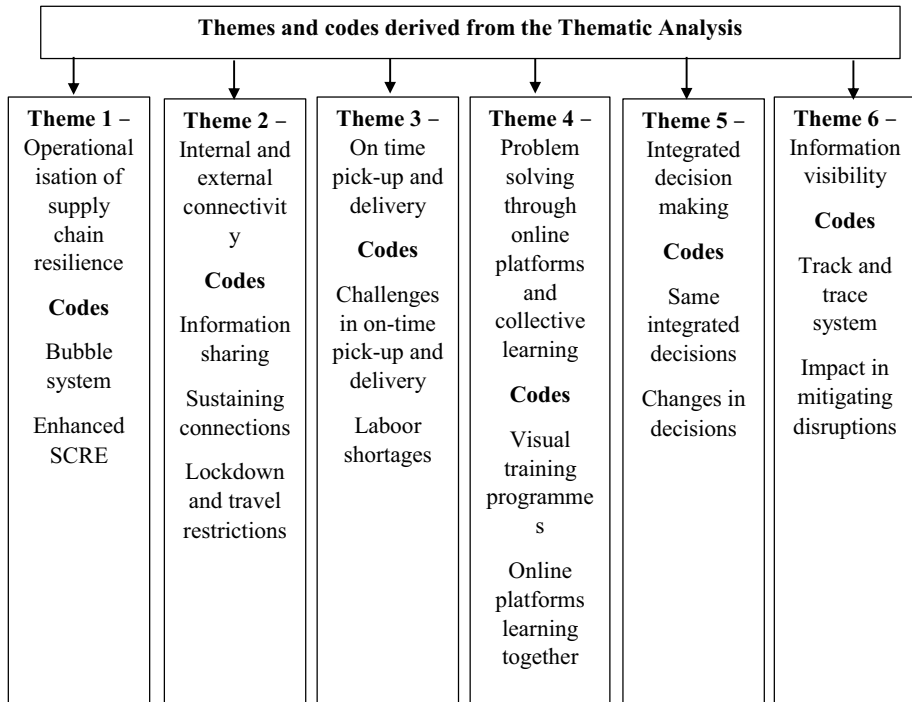 Themes and codes derived from the Thematic Analysis
Theme 1 –
Operational
isation of
supply
chain
resilience
Codes
Bubble
system
Enhanced
SCRE
Theme 2 –
Internal and
external
connectivit
y
Codes
Information
sharing
Sustaining
connections
Lockdown
and travel
restrictions
Theme 3 –
On time
pick-up and
delivery
Codes
Challenges
in on-time
pick-up and
delivery
Laboor
shortages
Theme 4 –
Problem
solving
through
online
platforms
and
collective
learning
Codes
Visual
training
programme
s
Online
platforms
learning
together
Theme 5 –
Integrated
decision
making
Codes
Same
integrated
decisions
Changes in
decisions
Theme 6 –
Information
visibility
Codes
Track and
trace
system
Impact in
mitigating
disruptions